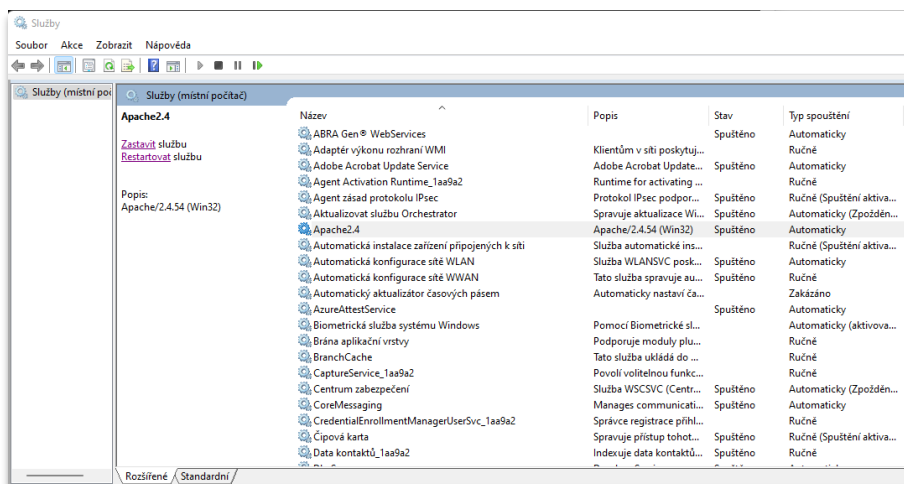 Služby
Soubor Akce Zobrazit Nápověda
Služby (místní poč
Služby (místní počítač)
Apache2.4
Zastavit službu
Restartovat službu
Popis:
Apache/2.4.54 (Win32)
Název Popis Stav Typ spouštění
ABRA Gen® WebServices Spuštěno Automaticky
Adaptér výkonu rozhraní WMI Klientům v síti poskytuj... Ručně
Adobe Acrobat Update Service Adobe Acrobat Update... Spuštěno Automaticky
Agent Activation Runtime_1aa9a2 Runtime for activating ... Ručně
Agent zásad protokolu IPsec Protokol IPsec podpor... Spuštěno Ručně (Spuštění aktiva...
Aktualizovat službu Orchestrator Spravuje aktualizace Wi... Spuštěno Automaticky (Zpožděn...
Apache2.4 Apache/2.4.54 (Win32) Spuštěno Automaticky
Automatická instalace zařízení připojených k síti Služba automatické ins... Ručně (Spuštění aktiva...
Automatická konfigurace sítě WLAN Služba WLANSVC posk... Spuštěno Automaticky
Automatická konfigurace sítě WWAN Tato služba spravuje au... Spuštěno Ručně
Automatický aktualizátor časových pásem Automaticky nastaví ča... Zakázáno
AzureAttestService Spuštěno Automaticky
Biometrická služba systému Windows Pomocí Biometrické sl... Automaticky (aktivova...
Brána aplikační vrstvy Podporuje moduly plu... Ručně
BranchCache Tato služba ukládá do ... Ručně
CaptureService_1aa9a2 Povolí volitelnou funkc... Ručně
Centrum zabezpečení Služba WSCSVC (Centr... Spuštěno Automaticky (Zpožděn...
CoreMessaging Manages communicati... Spuštěno Automaticky
CredentialEnrollmentManagerUserSvc_1aa9a2 Správce registrace přihl... Ručně
Čipová karta Spravuje přístup tohot... Spuštěno Ručně (Spuštění aktiva...
Data kontaktů_1aa9a2 Indexuje data kontaktů... Spuštěno Ručně
Rozšířené Standardní